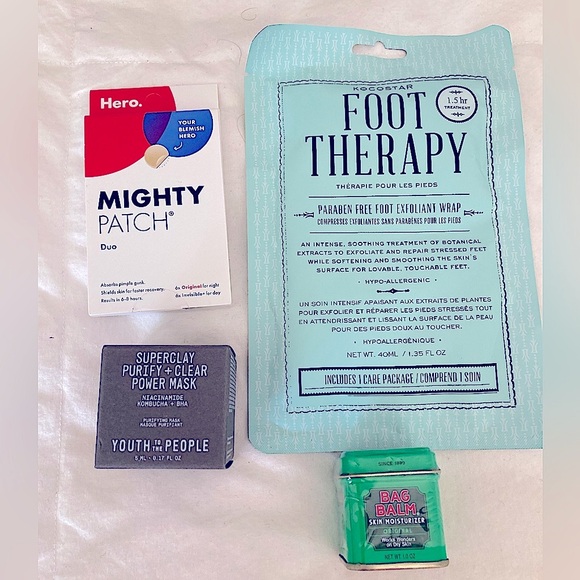 Hero.
YOUR
BLEMISH
HERO
MIGHTY
PATCH®
Duo
Absorbs pimple gunk.
Shields skin for faster recovery.
Results in 6-8 hours.
6x Original for night
8x Invisible+ for day
KOCOSTAR
1.5 hr
TREATMENT
FOOT
THERAPY
THÉRAPIE POUR LES PIEDS
PARABEN FREE FOOT EXFOLIANT WRAP
COMPRESSES EXFOLIANTES SANS PARABÈNES POUR LES PIEDS
AN INTENSE, SOOTHING TREATMENT OF BOTANICAL
EXTRACTS TO EXFOLIATE AND REPAIR STRESSED FEET
WHILE SOFTENING AND SMOOTHING THE SKIN'S
SURFACE FOR LOVABLE, TOUCHABLE FEET.
• HYPO-ALLERGENIC •
UN SOIN INTENSIF APAISANT AUX EXTRAITS DE PLANTES
POUR EXFOLIER ET RÉPARER LES PIEDS STRESSÉS TOUT
EN ATTENDRISSANT ET LISSANT LA SURFACE DE LA PEAU
POUR DES PIEDS DOUX AU TOUCHER.
• HYPOALLERGÉNIQUE •
NET WT. 40ML / 1.35 FL OZ
INCLUDES 1 CARE PACKAGE / COMPREND 1 SOIN
SUPERCLAY
PURIFY + CLEAR
POWER MASK
NIACINAMIDE
KOMBUCHA + BHA
PURIFYING MASK
MASQUE PURIFIANT
YOUTH TO THE PEOPLE
5 ML • 0.17 FL OZ
SINCE 1899
BAG
BALM®
SKIN MOISTURIZER
ORIGINAL
Works Wonders
on Dry Skin